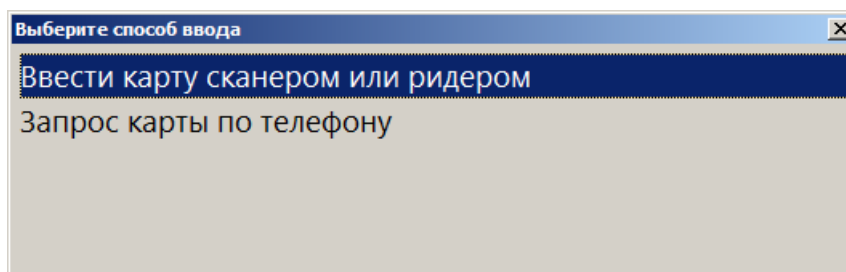 Выберите способ ввода
Ввести карту сканером или ридером
Запрос карты по телефону